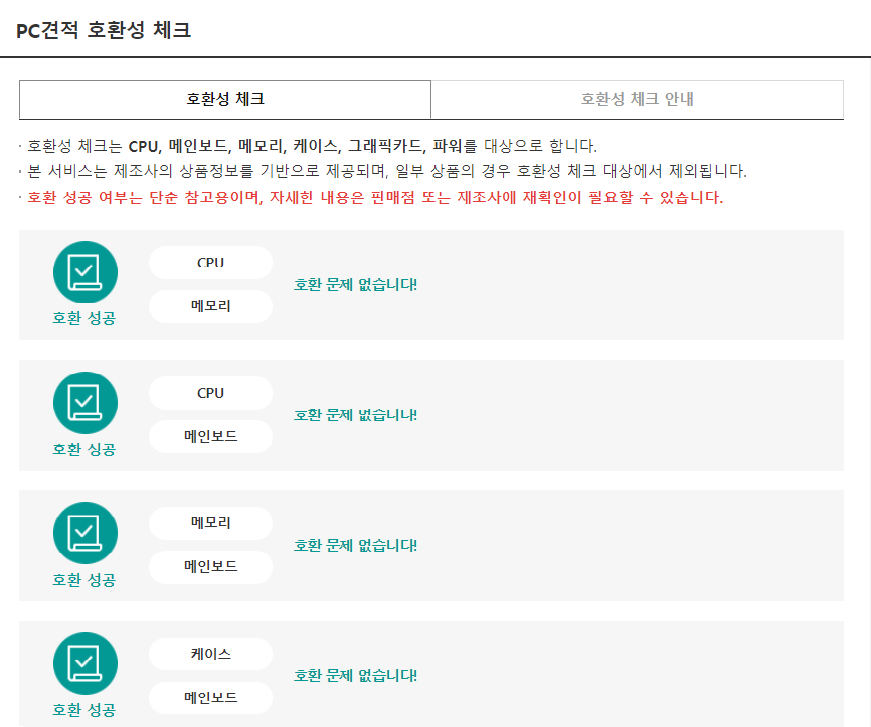 PC견적 호환성 체크
호환성 체크
호환성 체크 안내
· 호환성 체크는 CPU, 메인보드, 메모리, 케이스, 그래픽카드, 파워를 대상으로 합니다.
· 본 서비스는 제조사의 상품정보를 기반으로 제공되며, 일부 상품의 경우 호환성 체크 대상에서 제외됩니다.
· 호환 성공 여부는 단순 참고용이며, 자세한 내용은 판매점 또는 제조사에 재확인이 필요할 수 있습니다.
CPU
메모리
호환 성공
호환 문제 없습니다!
CPU
메인보드
호환 성공
호환 문제 없습니다!
메모리
메인보드
호환 성공
호환 문제 없습니다!
케이스
메인보드
호환 성공
호환 문제 없습니다!